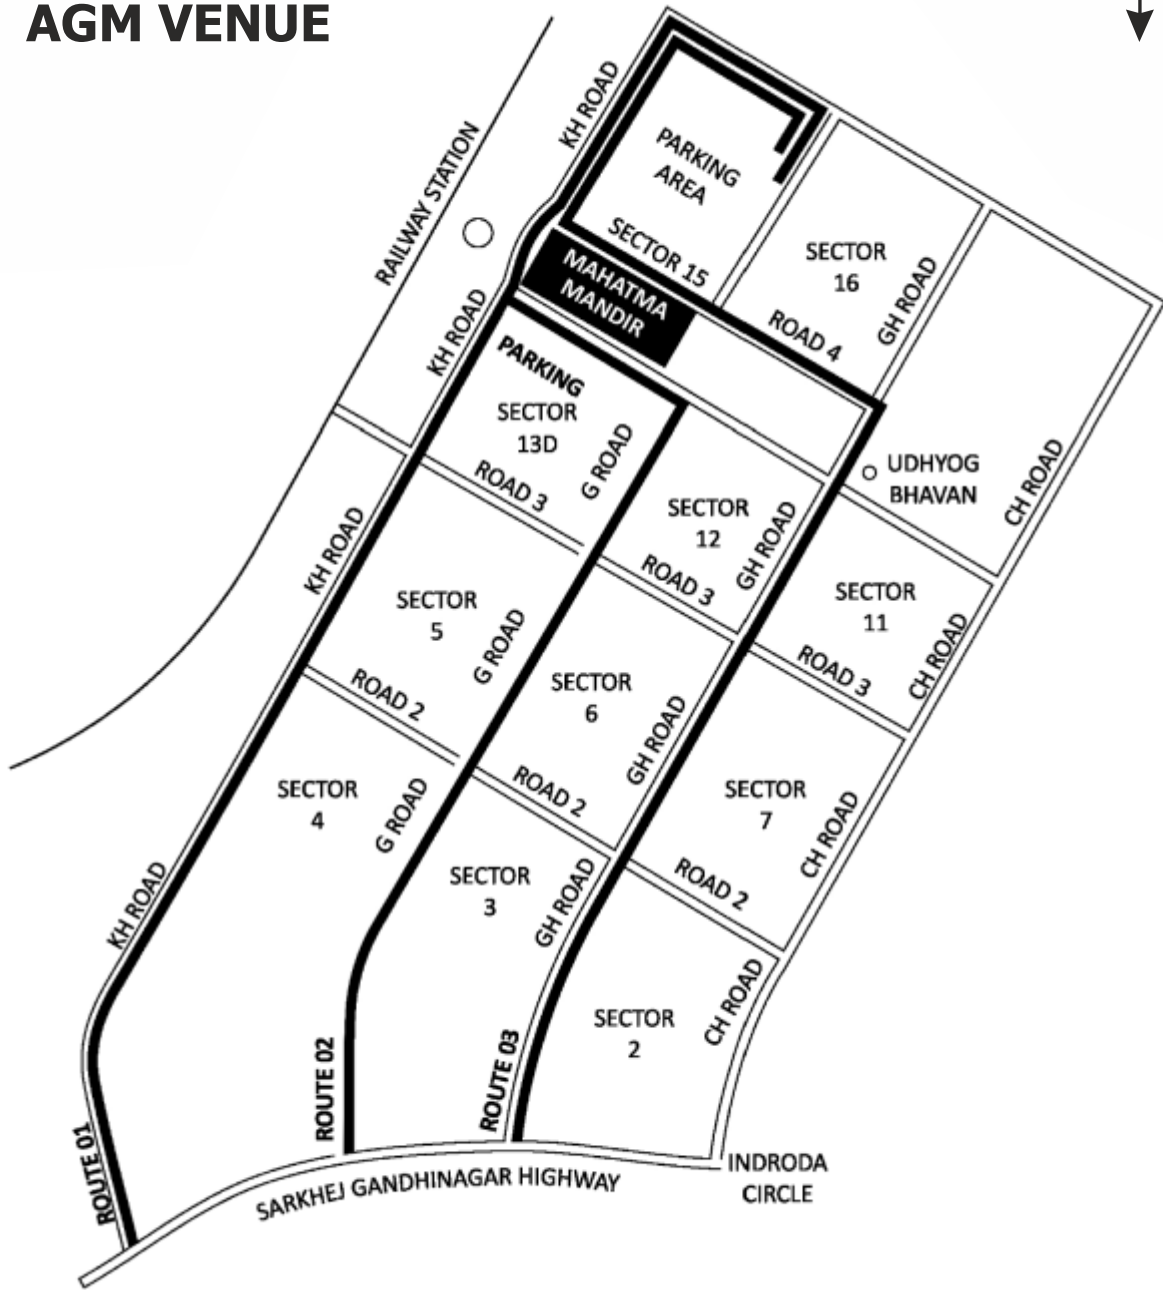 AGM VENUE
KH ROAD
PARKING
AREA
RAILWAY STATION
SECTOR 15
SECTOR
16
GH ROAD
MAHATMA
MANDIR
ROAD 4
KH ROAD
PARKING
SECTOR
13D
G ROAD
ROAD 3
UDHYOG
BHAVAN
CH ROAD
SECTOR
12
GH ROAD
ROAD 3
KH ROAD
SECTOR
5
G ROAD
SECTOR
11
CH ROAD
ROAD 3
ROAD 2
SECTOR
6
GH ROAD
ROAD 2
SECTOR
4
G ROAD
SECTOR
7
CH ROAD
ROAD 2
KH ROAD
SECTOR
3
GH ROAD
SECTOR
2
CH ROAD
ROUTE 01
ROUTE 02
ROUTE 03
SARKHEJ GANDHINAGAR HIGHWAY
INDRODA
CIRCLE